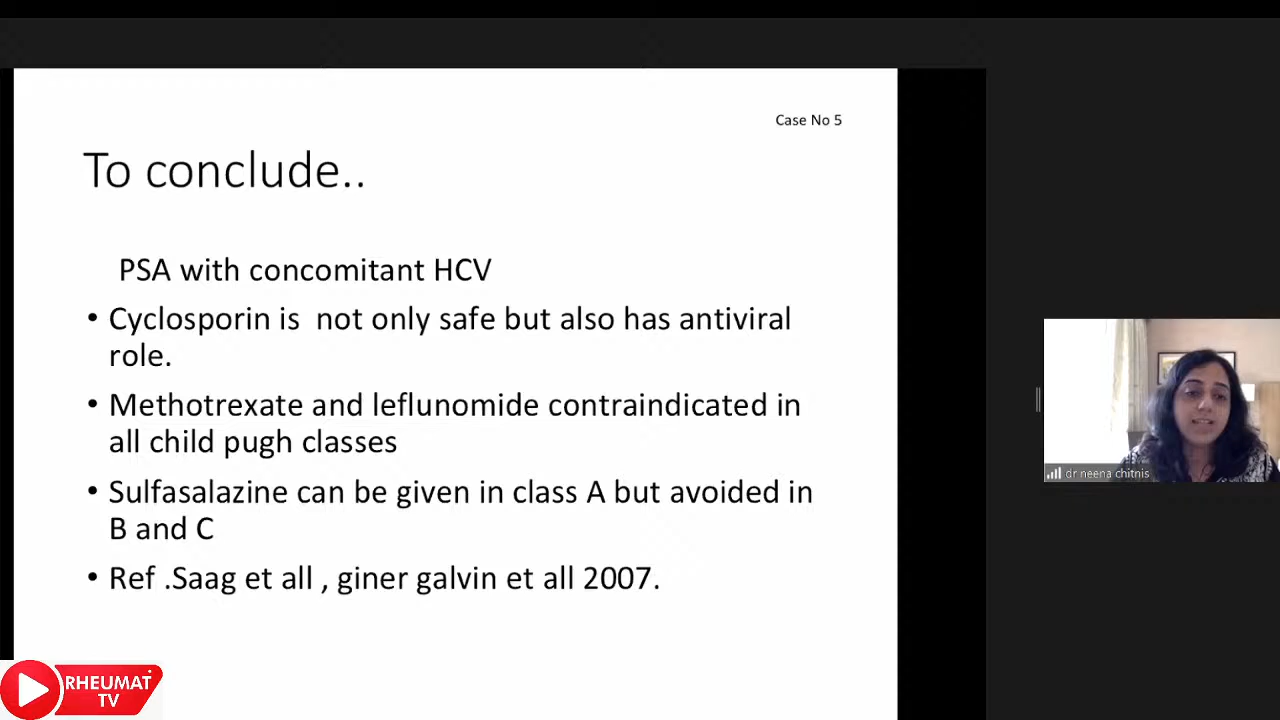 Case No 5
To conclude..
PSA with concomitant HCV
• Cyclosporin is not only safe but also has antiviral
role.
• Methotrexate and leflunomide contraindicated in
all child pugh classes
• Sulfasalazine can be given in class A but avoided in
B and C
• Ref .Saag et all , giner galvin et all 2007.
dr neena chitnis
RHEUMAT
TV